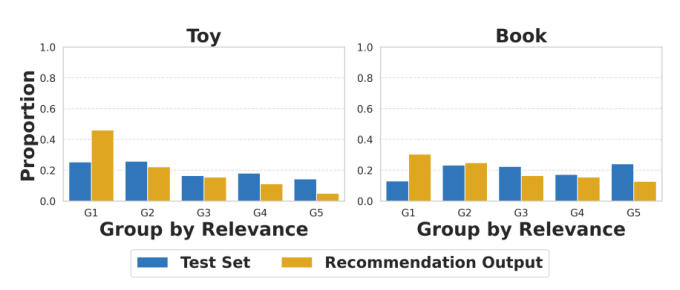 Toy
Book
Proportion
1.0
0.8
0.6
0.4
0.2
0.0
G1 G2 G3 G4 G5
Group by Relevance
1.0
0.8
0.6
0.4
0.2
0.0
G1 G2 G3 G4 G5
Group by Relevance
Test Set
Recommendation Output